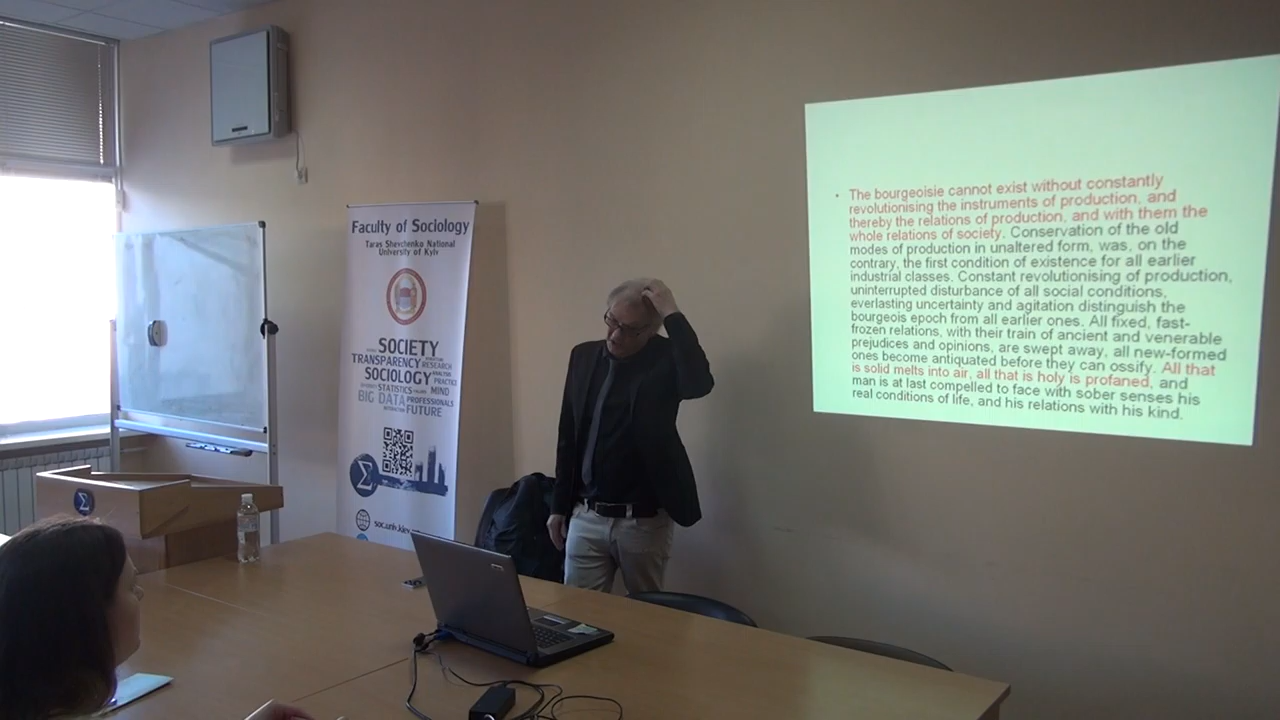 Faculty of Sociology
Taras Shevchenko National
University of Kyiv
SOCIETY
TRANSPARENCY RESEARCH
SOCIOLOGY PRACTICE
STATISTICS MIND
BIG DATA PROFESSIONALS
FUTURE
Σ
soc.univ.kiev
Σ
• The bourgeoisie cannot exist without constantly
revolutionising the instruments of production, and
thereby the relations of production, and with them the
whole relations of society. Conservation of the old
modes of production in unaltered form, was, on the
contrary, the first condition of existence for all earlier
industrial classes. Constant revolutionising of production,
uninterrupted disturbance of all social conditions,
everlasting uncertainty and agitation distinguish the
bourgeois epoch from all earlier ones. All fixed, fast-
frozen relations, with their train of ancient and venerable
prejudices and opinions, are swept away, all new-formed
ones become antiquated before they can ossify. All that
is solid melts into air, all that is holy is profaned, and
man is at last compelled to face with sober senses his
real conditions of life, and his relations with his kind.